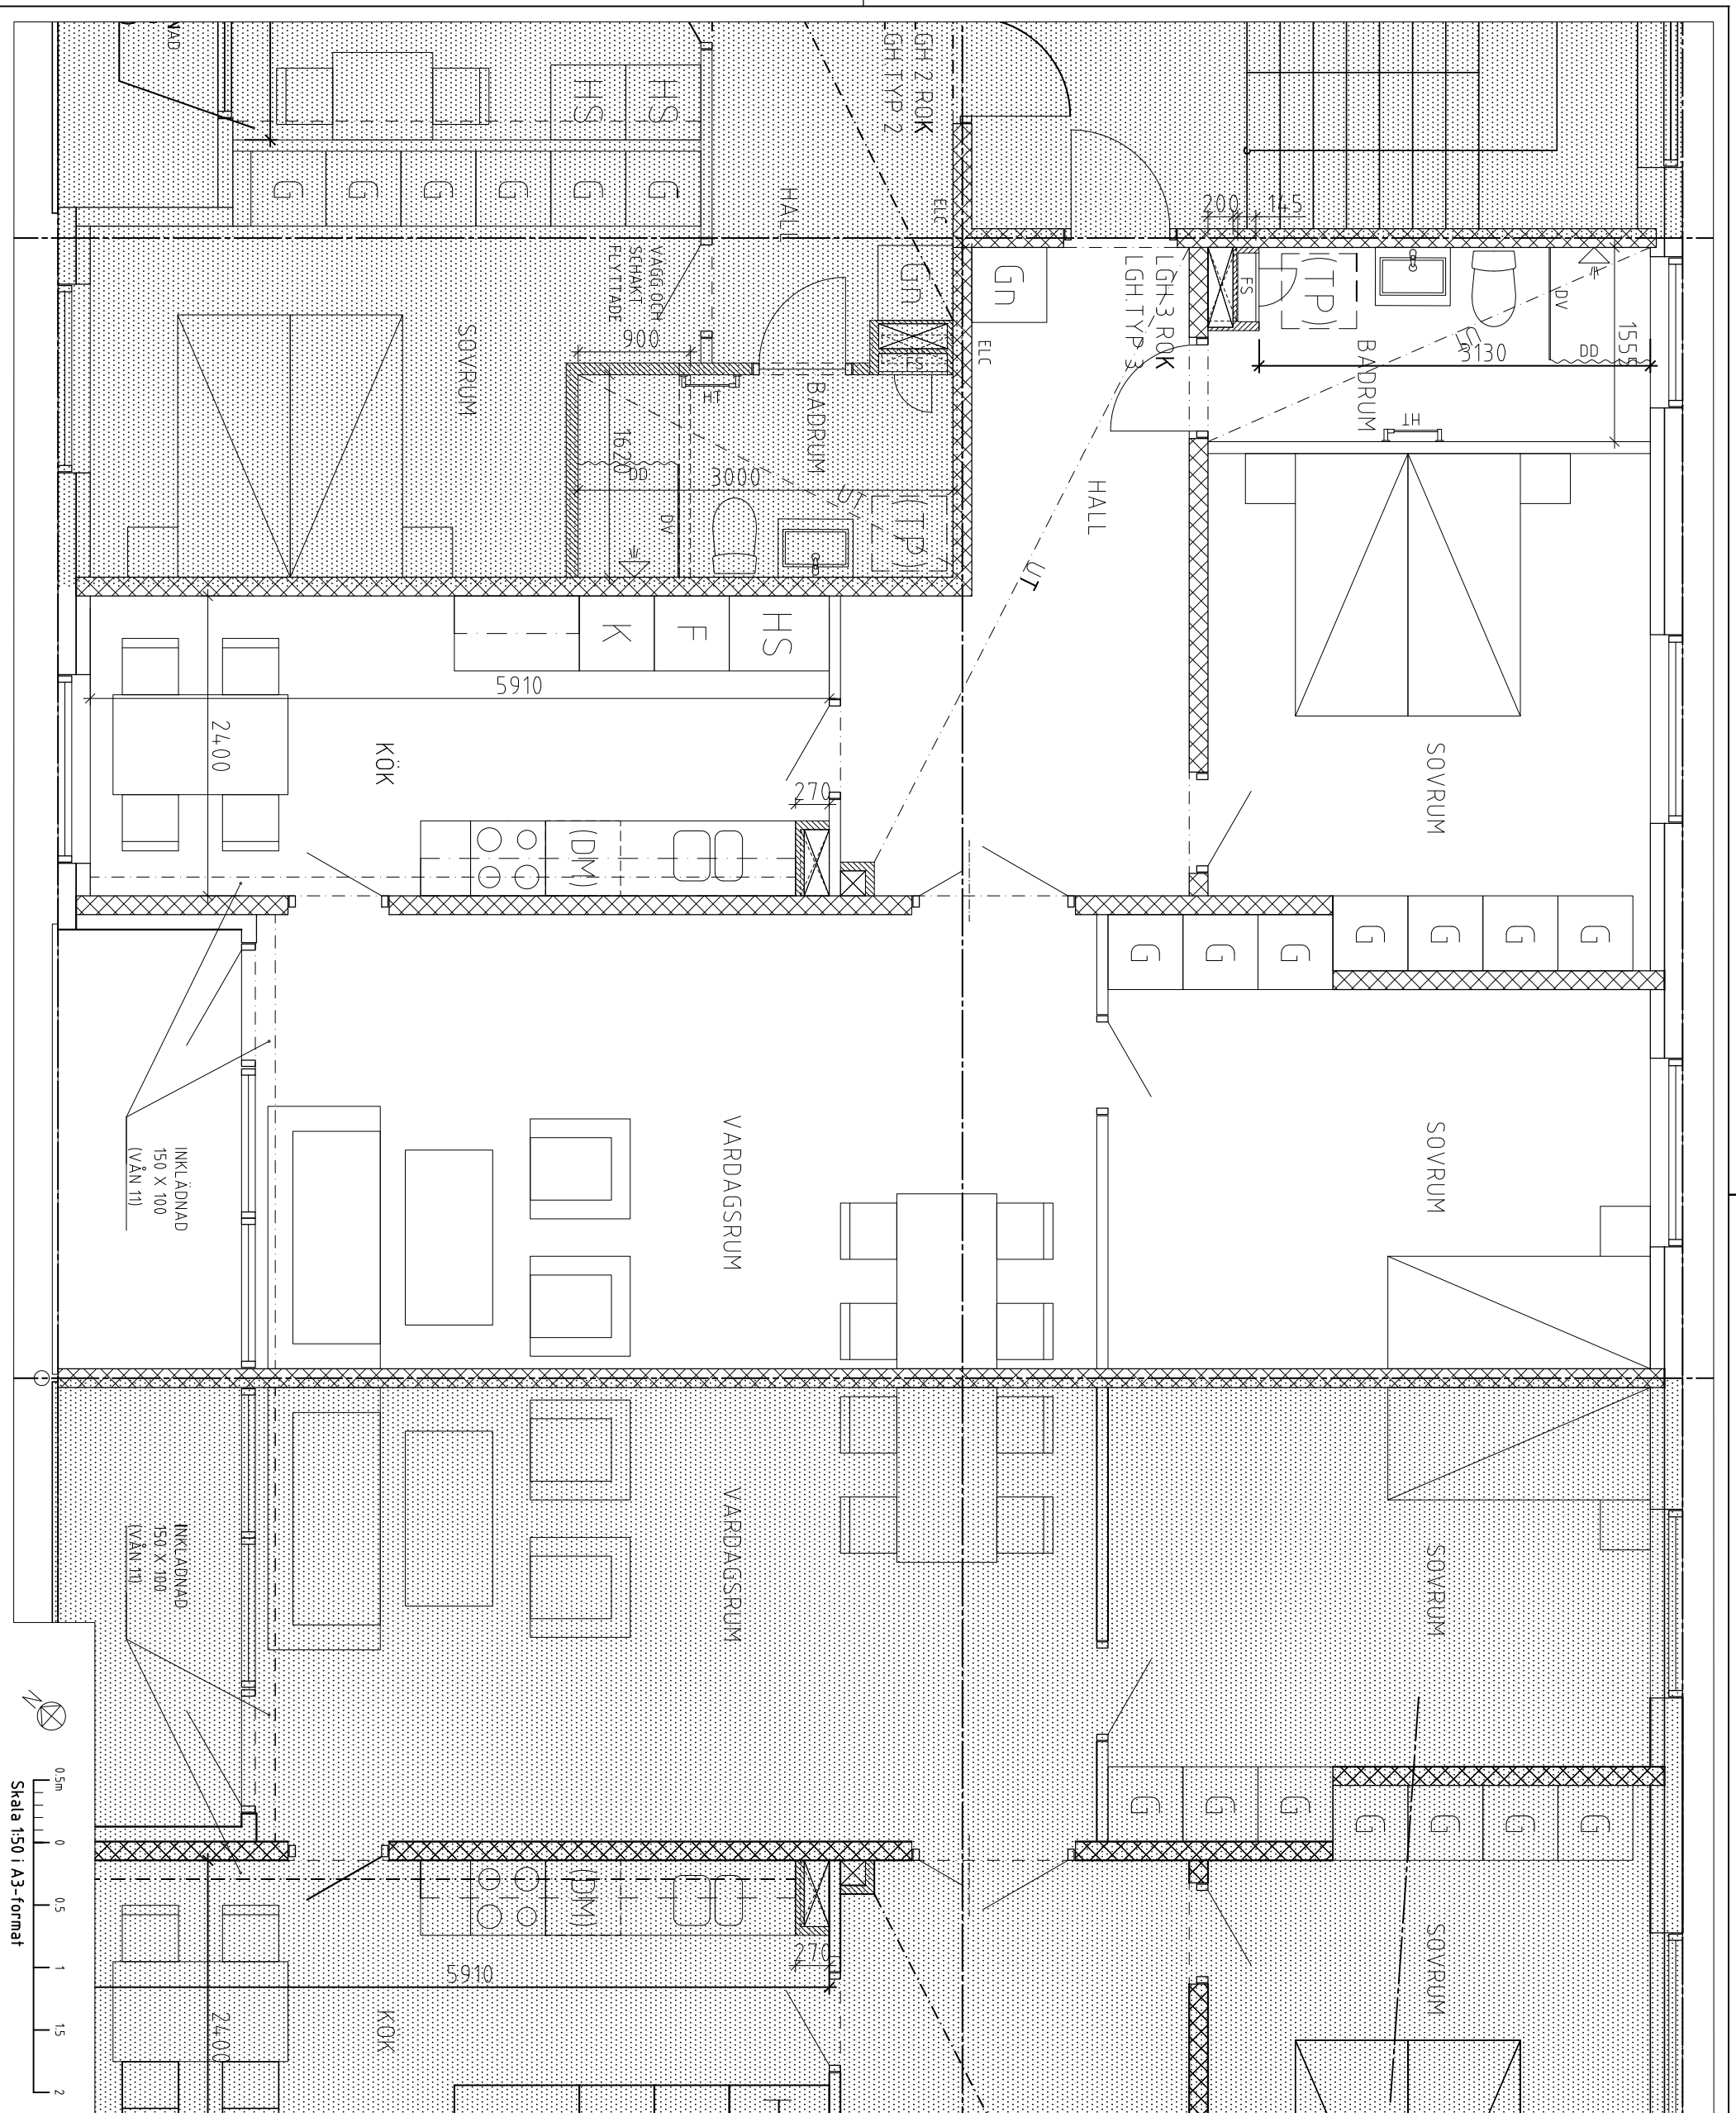 NAD
HS
HS
G
G
G
G
G
G
HALL
ELC
GH 2 ROK
GH TYP 2
VÄGG OCH
SCHAKT
FLYTTADE
900
SOVRUM
Gn
FS
HT
BADRUM
1620
DD
3000
DV
UT
(TP)
Gn
ELC
LGH 3 ROK
LGH TYP 3
200
145
FS
(TP)
DV
DD
1555
UT
3130
BADRUM
HT
HALL
UT
SOVRUM
HS
F
K
5910
2400
KÖK
270
(DM)
G
G
G
G
G
G
G
SOVRUM
VARDAGSRUM
INKLÄDNAD
150 X 100
(VÅN 11)
VARDAGSRUM
SOVRUM
INKLÄDNAD
150 X 100
(VÅN 11)
G
G
G
G
G
G
G
SOVRUM
(DM)
270
5910
2400
KÖK
N
0.5m
0
0.5
1
1.5
2
Skala 1:50 i A3-format